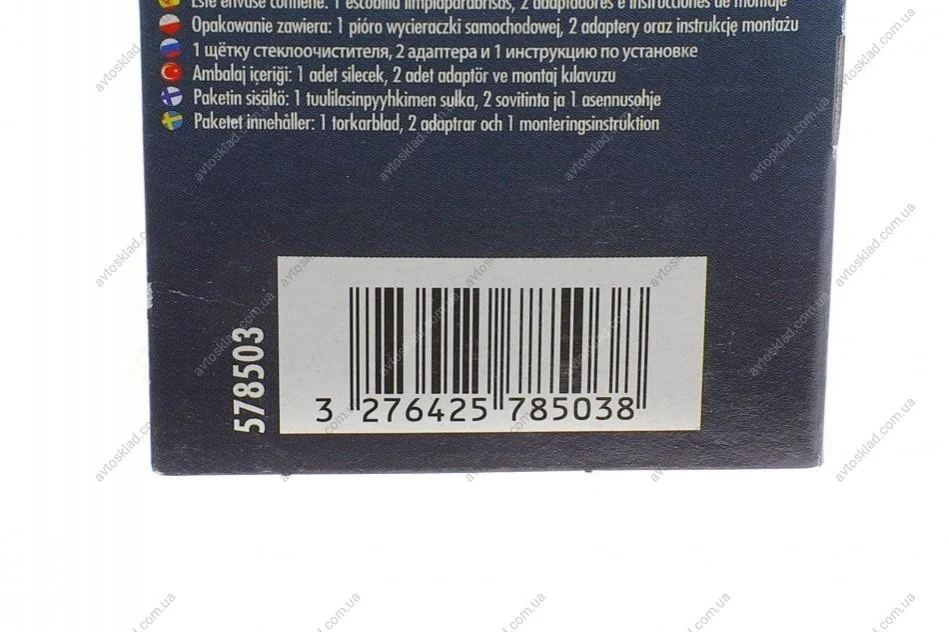 Este envase contiene: 1 escobilla limpiaparabrisas, 2 adaptadores e instrucciones de montaje
Opakowanie zawiera: 1 pióro wycieraczki samochodowej, 2 adaptery oraz instrukcję montażu
1 щётку стеклоочистителя, 2 адаптера и 1 инструкцию по установке
Ambalaj içeriği: 1 adet silecek, 2 adet adaptör ve montaj kılavuzu
Paketin sisältö: 1 tuulilasinpyyhkimen sulka, 2 sovitinta ja 1 asennusohje
Paketet innehåller: 1 torkarblad, 2 adaptrar och 1 monteringsinstruktion
578503
3 276425 785038
avtosklad.com.ua